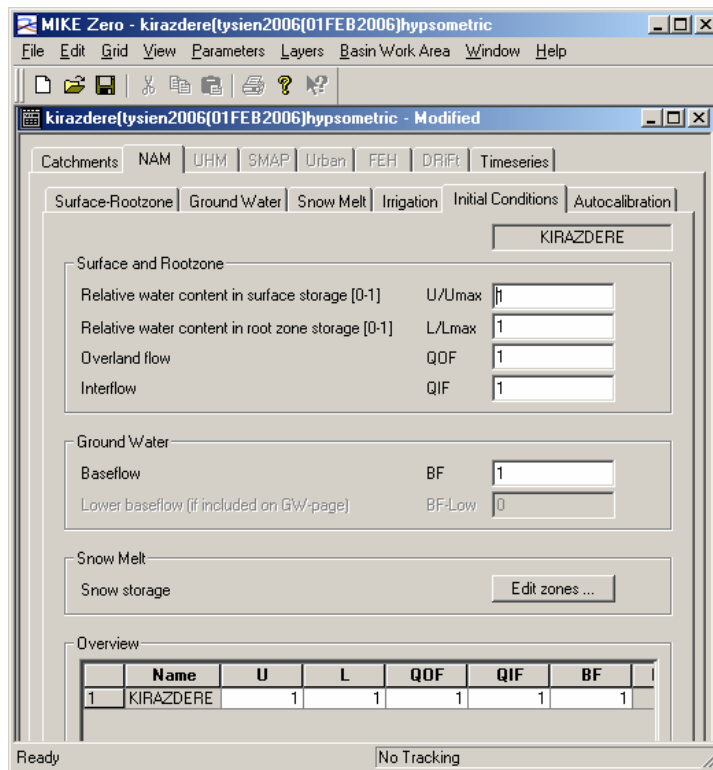 MIKE Zero - kirazdere(tysien2006(01FEB2006)hypsometric
File Edit Grid View Parameters Layers Basin Work Area Window Help
kirazdere(tysien2006(01FEB2006)hypsometric - Modified
Catchments NAM UHM SMAP Urban FEH DRiFt Timeseries
Surface-Rootzone Ground Water Snow Melt Irrigation Initial Conditions Autocalibration
KIRAZDERE
Surface and Rootzone
Relative water content in surface storage [0-1] U/Umax 1
Relative water content in root zone storage [0-1] L/Lmax 1
Overland flow QOF 1
Interflow QIF 1
Ground Water
Baseflow BF 1
Lower baseflow (if included on GW-page) BF-Low 0
Snow Melt
Snow storage Edit zones ...
Overview
Name U L QOF QIF BF
1 KIRAZDERE 1 1 1 1 1
Ready No Tracking